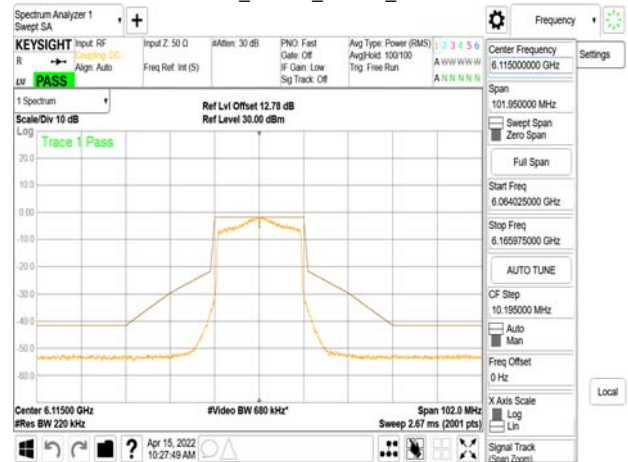 Spectrum Analyzer 1
Swept SA
Frequency
KEYSIGHT
Input: RF
Coupling: DC
Align: Auto
Input Z: 50 Ω
Freq Ref: Int (S)
#Atten: 30 dB
PNO: Fast
Gate: Off
IF Gain: Low
Sig Track: Off
Avg Type: Power (RMS)
Avg|Hold: 100/100
Trig: Free Run
1 2 3 4 5 6
A W W W W W
A N N N N N
R
LV
PASS
1 Spectrum
Scale/Div 10 dB
Ref Lvl Offset 12.78 dB
Ref Level 30.00 dBm
Log
Trace 1 Pass
20.0
10.0
0.00
-10.0
-20.0
-30.0
-40.0
-50.0
-60.0
Center 6.11500 GHz
#Res BW 220 kHz
#Video BW 680 kHz*
Span 102.0 MHz
Sweep 2.67 ms (2001 pts)
Apr 15, 2022
10:27:49 AM
Center Frequency
6.115000000 GHz
Settings
Span
101.950000 MHz
Swept Span
Zero Span
Full Span
Start Freq
6.064025000 GHz
Stop Freq
6.165975000 GHz
AUTO TUNE
CF Step
10.195000 MHz
Auto
Man
Freq Offset
0 Hz
X Axis Scale
Log
Lin
Local
Signal Track
(Span Zoom)